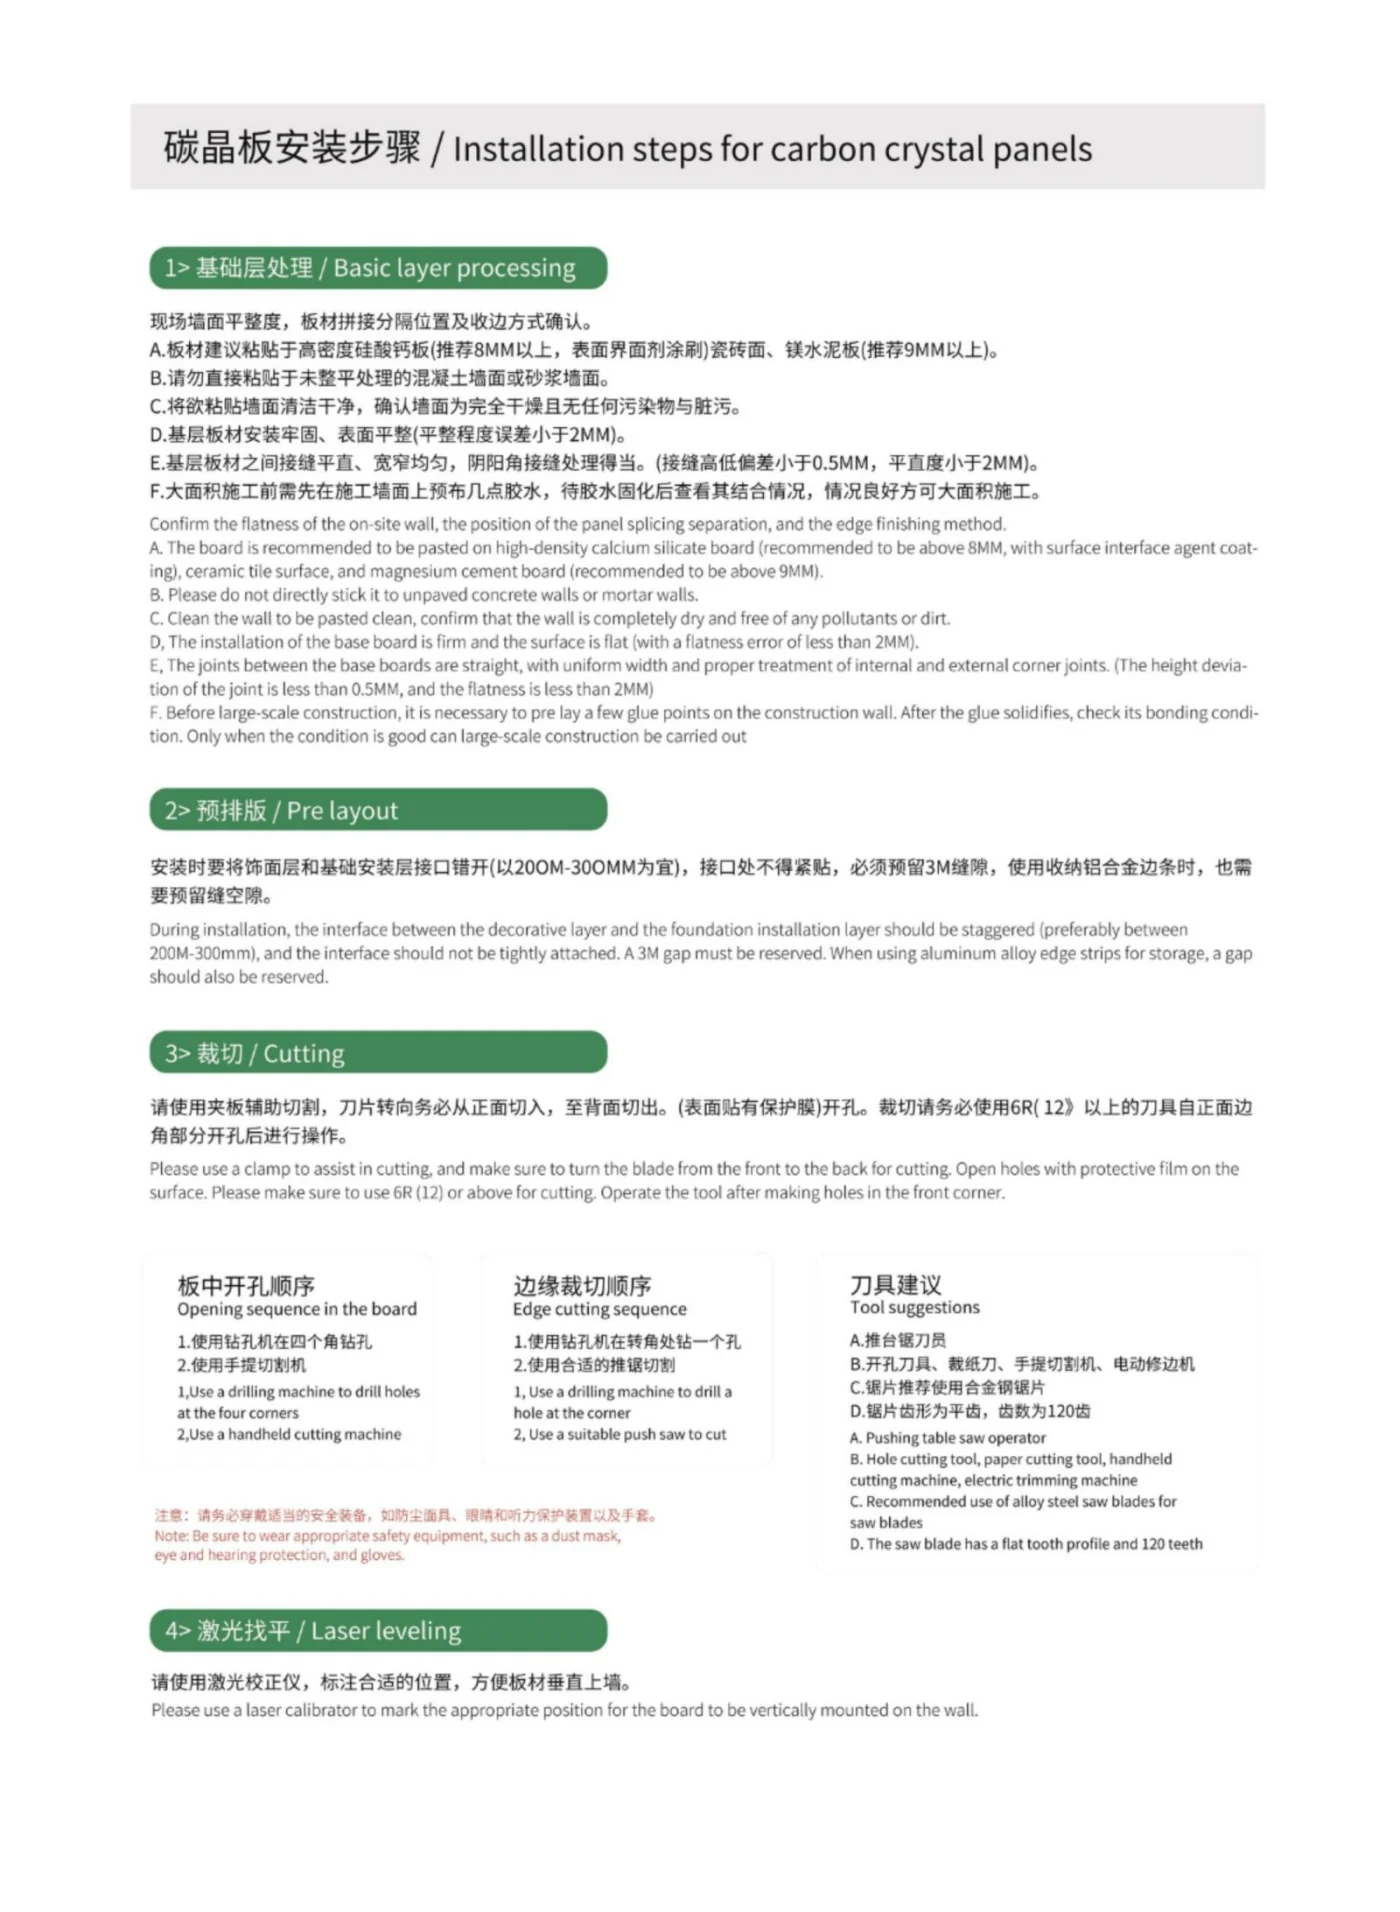 碳晶板安装步骤 / Installation steps for carbon crystal panels
1> 基础层处理 / Basic layer processing
现场墙面平整度，板材拼接分隔位置及收边方式确认。
A.板材建议粘贴于高密度硅酸钙板(推荐8MM以上，表面界面剂涂刷)瓷砖面、镁水泥板(推荐9MM以上)。
B.请勿直接粘贴于未整平处理的混凝土墙面或砂浆墙面。
C.将欲粘贴墙面清洁干净，确认墙面为完全干燥且无任何污染物与脏污。
D.基层板材安装牢固、表面平整(平整程度误差小于2MM)。
E.基层板材之间接缝平直、宽窄均匀，阴阳角接缝处理得当。(接缝高低偏差小于0.5MM，平直度小于2MM)。
F.大面积施工前需先在施工墙面上预布几点胶水，待胶水固化后查看其结合情况，情况良好方可大面积施工。
Confirm the flatness of the on-site wall, the position of the panel splicing separation, and the edge finishing method.
A. The board is recommended to be pasted on high-density calcium silicate board (recommended to be above 8MM, with surface interface agent coat-
ing), ceramic tile surface, and magnesium cement board (recommended to be above 9MM).
B. Please do not directly stick it to unpaved concrete walls or mortar walls.
C. Clean the wall to be pasted clean, confirm that the wall is completely dry and free of any pollutants or dirt.
D, The installation of the base board is firm and the surface is flat (with a flatness error of less than 2MM).
E, The joints between the base boards are straight, with uniform width and proper treatment of internal and external corner joints. (The height devia-
tion of the joint is less than 0.5MM, and the flatness is less than 2MM)
F. Before large-scale construction, it is necessary to pre lay a few glue points on the construction wall. After the glue solidifies, check its bonding condi-
tion. Only when the condition is good can large-scale construction be carried out
2> 预排版 / Pre layout
安装时要将饰面层和基础安装层接口错开(以20OM-30OMM为宜)，接口处不得紧贴，必须预留3M缝隙，使用收纳铝合金边条时，也需
要预留缝空隙。
During installation, the interface between the decorative layer and the foundation installation layer should be staggered (preferably between
200M-300mm), and the interface should not be tightly attached. A 3M gap must be reserved. When using aluminum alloy edge strips for storage, a gap
should also be reserved.
3> 裁切 / Cutting
请使用夹板辅助切割，刀片转向务必从正面切入，至背面切出。(表面贴有保护膜)开孔。裁切请务必使用6R( 12》以上的刀具自正面边
角部分开孔后进行操作。
Please use a clamp to assist in cutting, and make sure to turn the blade from the front to the back for cutting. Open holes with protective film on the
surface. Please make sure to use 6R (12) or above for cutting. Operate the tool after making holes in the front corner.
板中开孔顺序
Opening sequence in the board
1.使用钻孔机在四个角钻孔
2.使用手提切割机
1,Use a drilling machine to drill holes
at the four corners
2,Use a handheld cutting machine
边缘裁切顺序
Edge cutting sequence
1.使用钻孔机在转角处钻一个孔
2.使用合适的推锯切割
1, Use a drilling machine to drill a
hole at the corner
2, Use a suitable push saw to cut
刀具建议
Tool suggestions
A.推台锯刀员
B.开孔刀具、裁纸刀、手提切割机、电动修边机
C.锯片推荐使用合金钢锯片
D.锯片齿形为平齿，齿数为120齿
A. Pushing table saw operator
B. Hole cutting tool, paper cutting tool, handheld
cutting machine, electric trimming machine
C. Recommended use of alloy steel saw blades for
saw blades
D. The saw blade has a flat tooth profile and 120 teeth
注意：请务必穿戴适当的安全装备，如防尘面具、眼睛和听力保护装置以及手套。
Note: Be sure to wear appropriate safety equipment, such as a dust mask,
eye and hearing protection, and gloves.
4> 激光找平 / Laser leveling
请使用激光校正仪，标注合适的位置，方便板材垂直上墙。
Please use a laser calibrator to mark the appropriate position for the board to be vertically mounted on the wall.